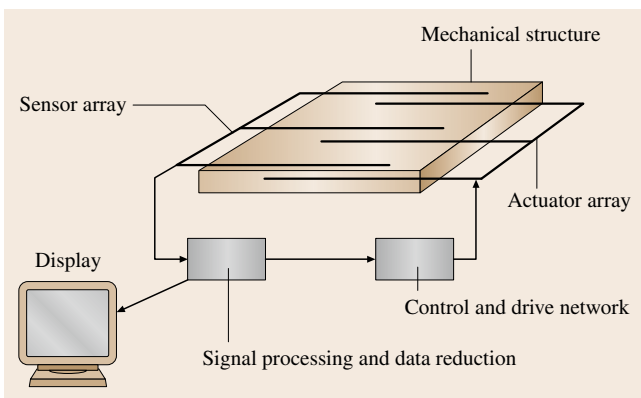 Mechanical structure
Sensor array
Actuator array
Display
Control and drive network
Signal processing and data reduction